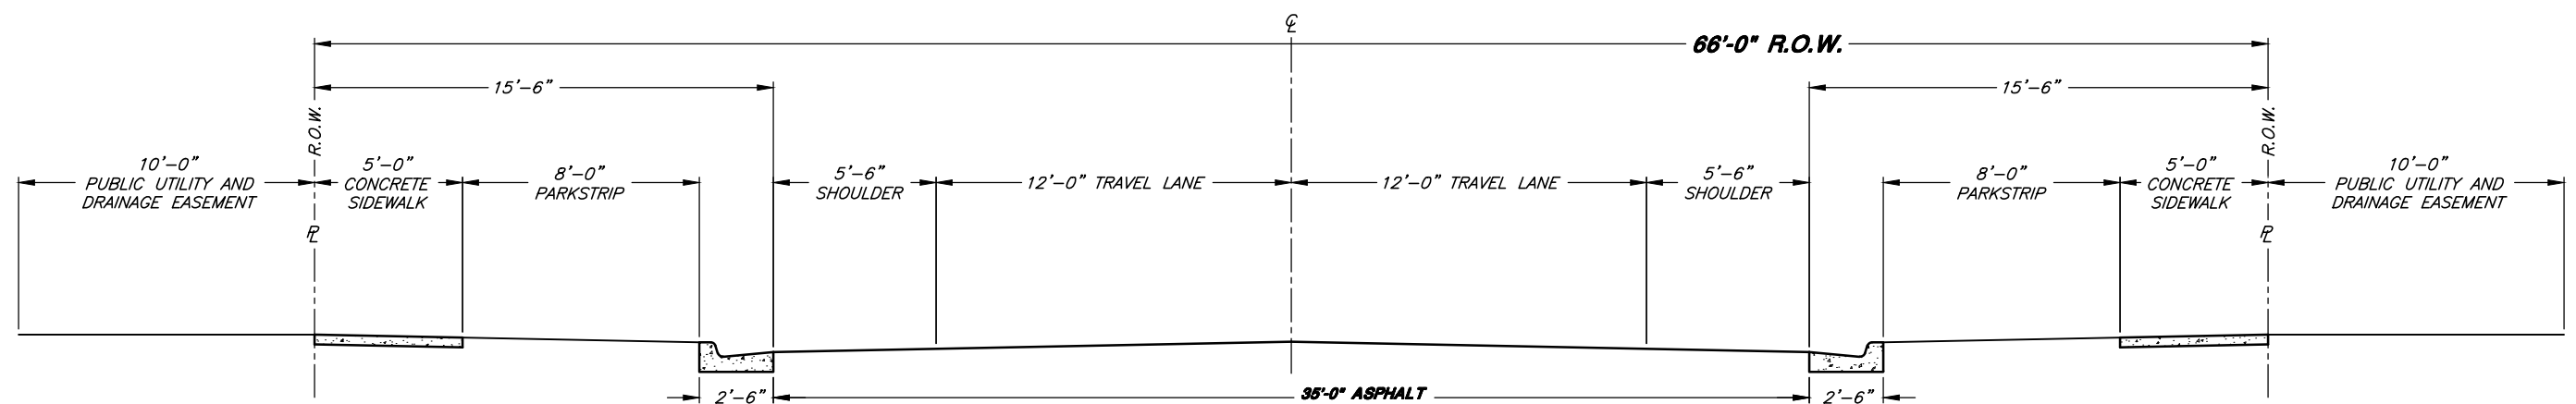 ℄
66'-0" R.O.W.
15'-6"
15'-6"
R.O.W.
R.O.W.
10'-0"
PUBLIC UTILITY AND
DRAINAGE EASEMENT
5'-0"
CONCRETE
SIDEWALK
8'-0"
PARKSTRIP
5'-6"
SHOULDER
12'-0" TRAVEL LANE
12'-0" TRAVEL LANE
5'-6"
SHOULDER
8'-0"
PARKSTRIP
5'-0"
CONCRETE
SIDEWALK
10'-0"
PUBLIC UTILITY AND
DRAINAGE EASEMENT
PL
PL
2'-6"
35'-0" ASPHALT
2'-6"